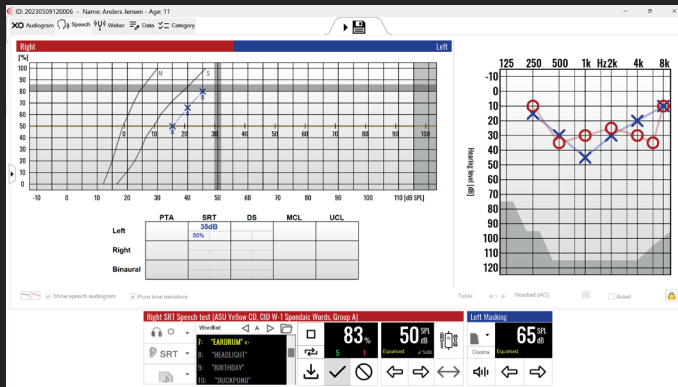 ID: 20230509120006 - Name: Anders Jensen - Age: 11
XO Audiogram Speech Weber Data Category
Right Left
[%]
100
90
80
70
60
50
40
30
20
10
0
M S
S
S
S
0 10 20 30 40 50 60 70 80 90 100
-10 0 10 20 30 40 50 60 70 80 90 100 110 [dB SPL]
PTA SRT DS MCL UCL
Left 35dB
50%
Right
Binaural
125 250 500 1k Hz 2k 4k 8k
-10
0
10
20
30
40
50
60
70
80
90
100
110
120
Hearing level [dB]
Show speech audiogram Pure tone miniature
Table: 1 Headset (AC) Aided
Right SRT Speech test (ASU Yellow CD, CID W-1 Spondaic Words, Group A)
Left Masking
Wordlist: A
SRT
7: "EARDRUM" <-
8: "HEADLIGHT"
9: "BIRTHDAY"
10: "DUCKPOND"
83 %
5 1
50 SPL dB
Equalised 5dB
Contra
65 SPL dB
Equalised